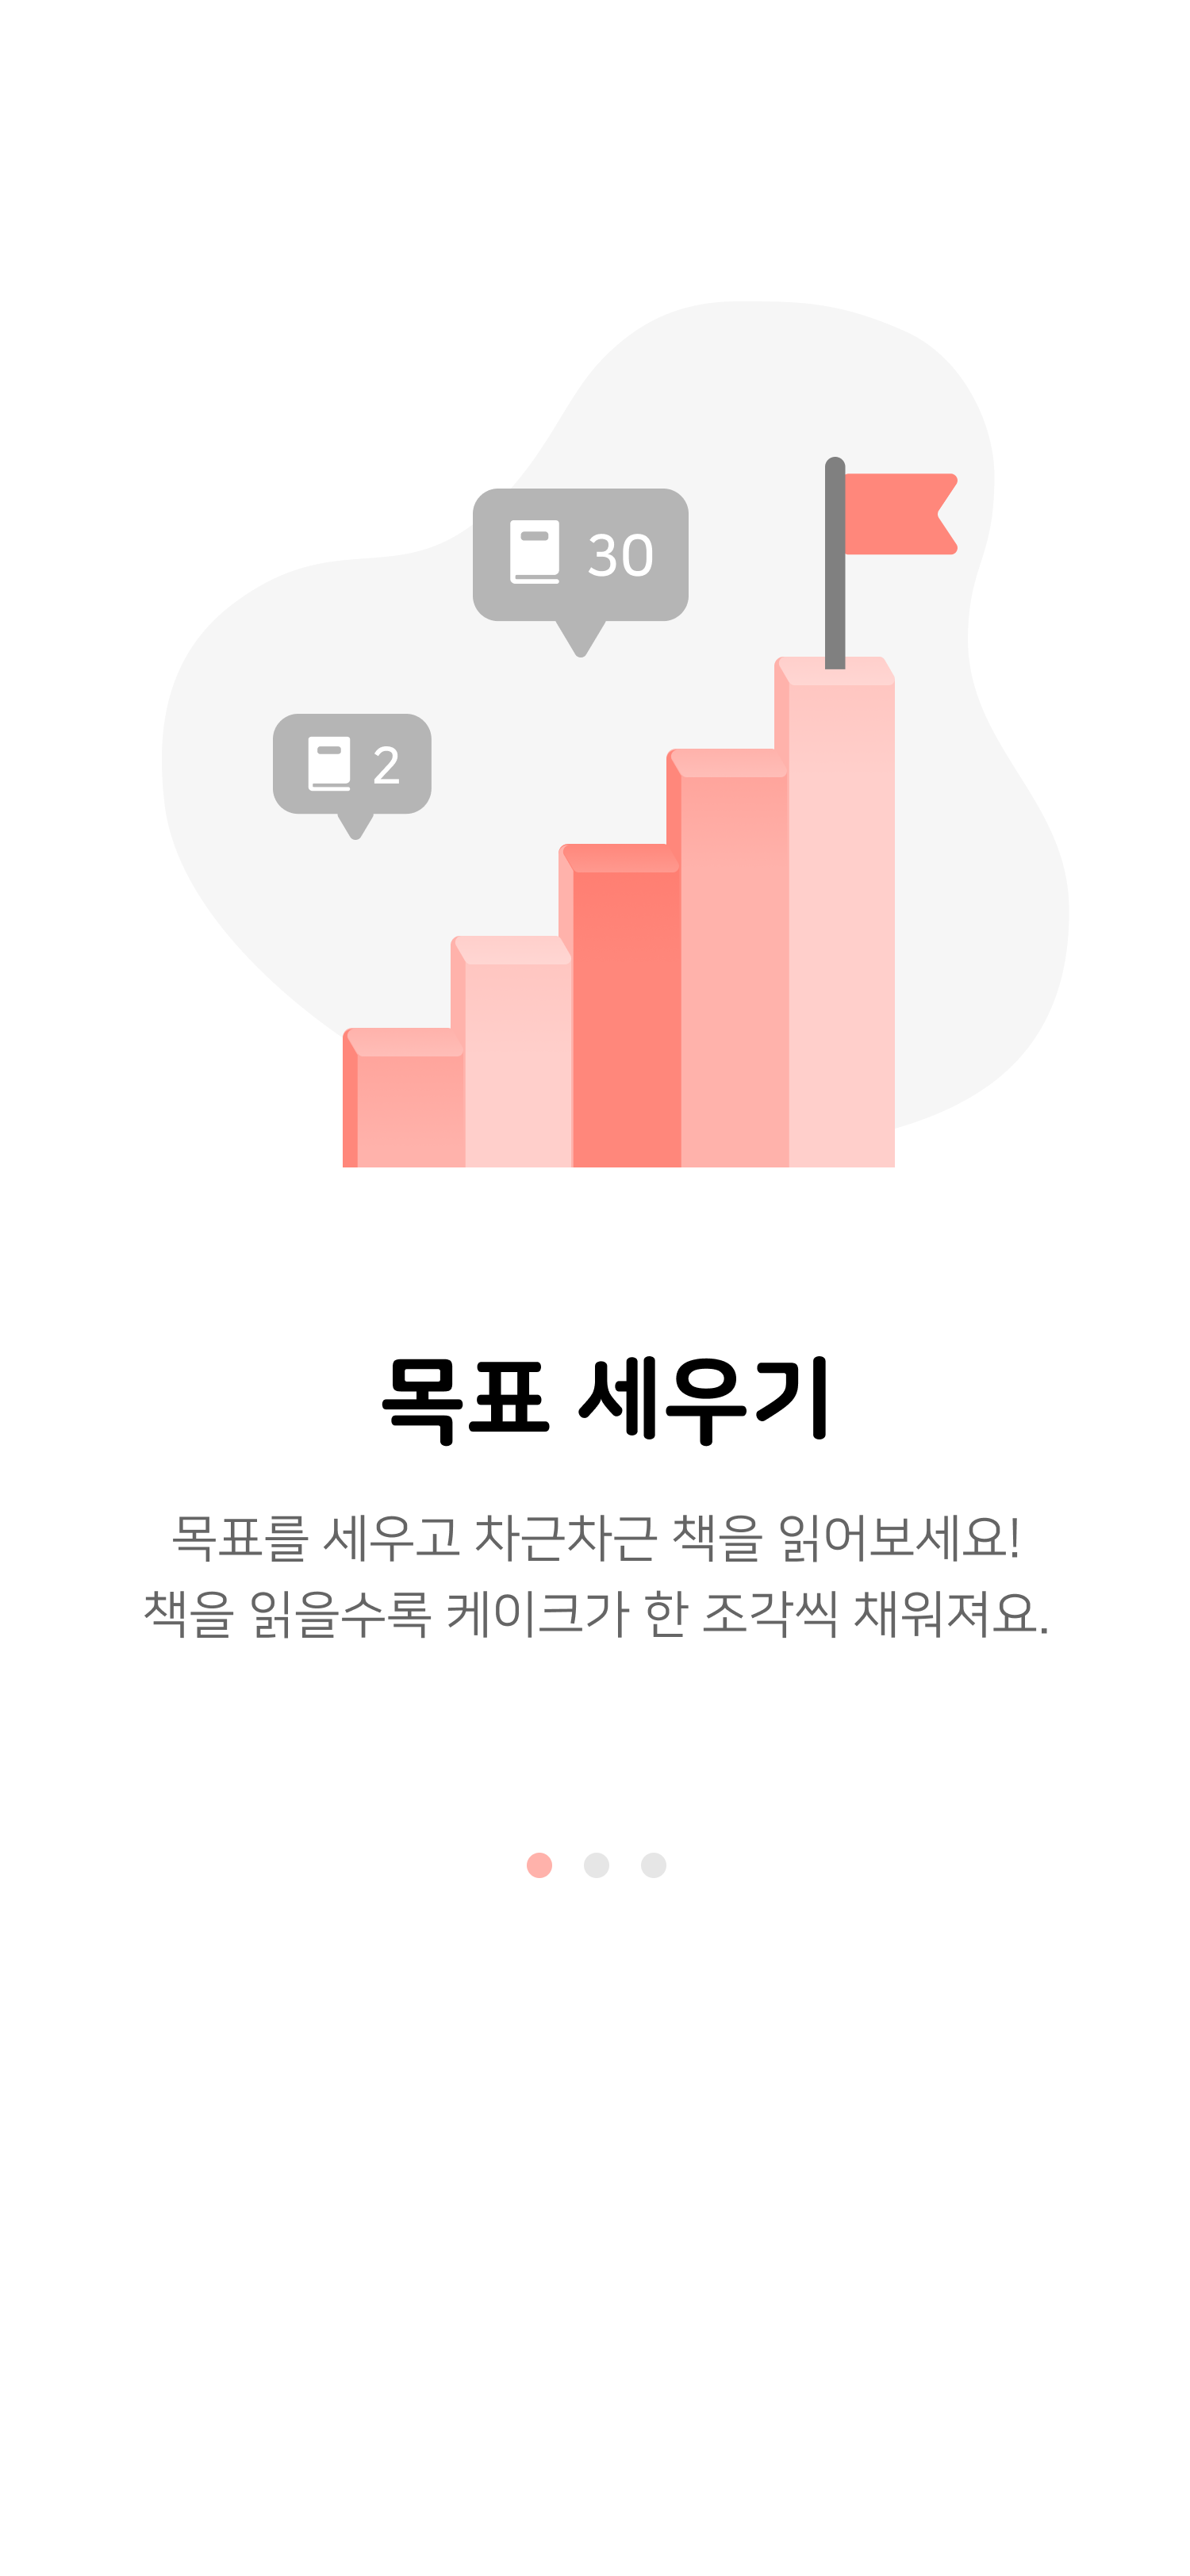 30
2
목표 세우기
목표를 세우고 차근차근 책을 읽어보세요!
책을 읽을수록 케이크가 한 조각씩 채워져요.